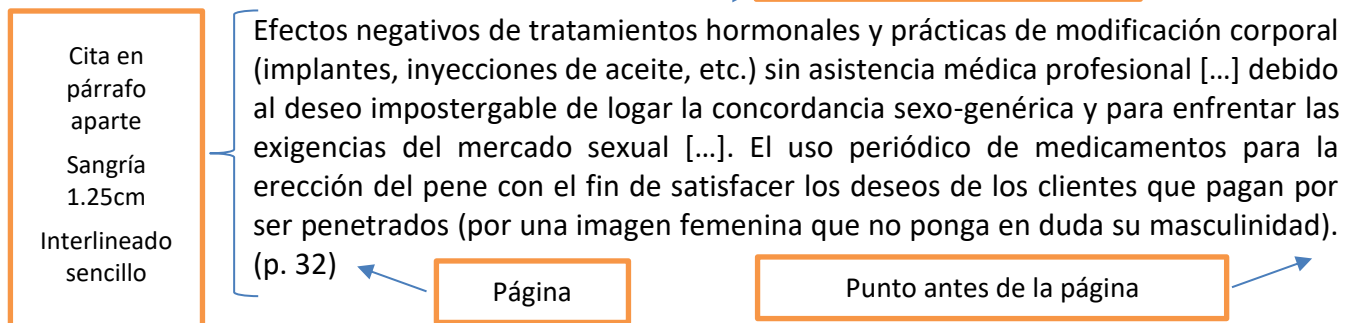 Cita en
párrafo
aparte
Sangría
1.25cm
Interlineado
sencillo
Efectos negativos de tratamientos hormonales y prácticas de modificación corporal
(implantes, inyecciones de aceite, etc.) sin asistencia médica profesional […] debido
al deseo impostergable de logar la concordancia sexo-genérica y para enfrentar las
exigencias del mercado sexual […]. El uso periódico de medicamentos para la
erección del pene con el fin de satisfacer los deseos de los clientes que pagan por
ser penetrados (por una imagen femenina que no ponga en duda su masculinidad).
(p. 32)
Página
Punto antes de la página